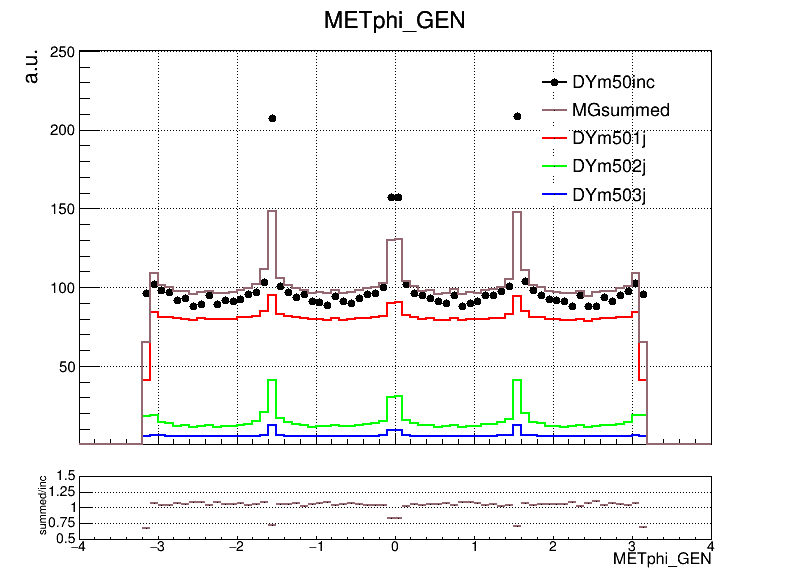 METphi_GEN
a.u.
250
200
150
100
50
DYm50inc
MGsummed
DYm501j
DYm502j
DYm503j
summed/inc
1.5
1.25
1
0.75
0.5
−4 −3 −2 −1 0 1 2 3 4
METphi_GEN